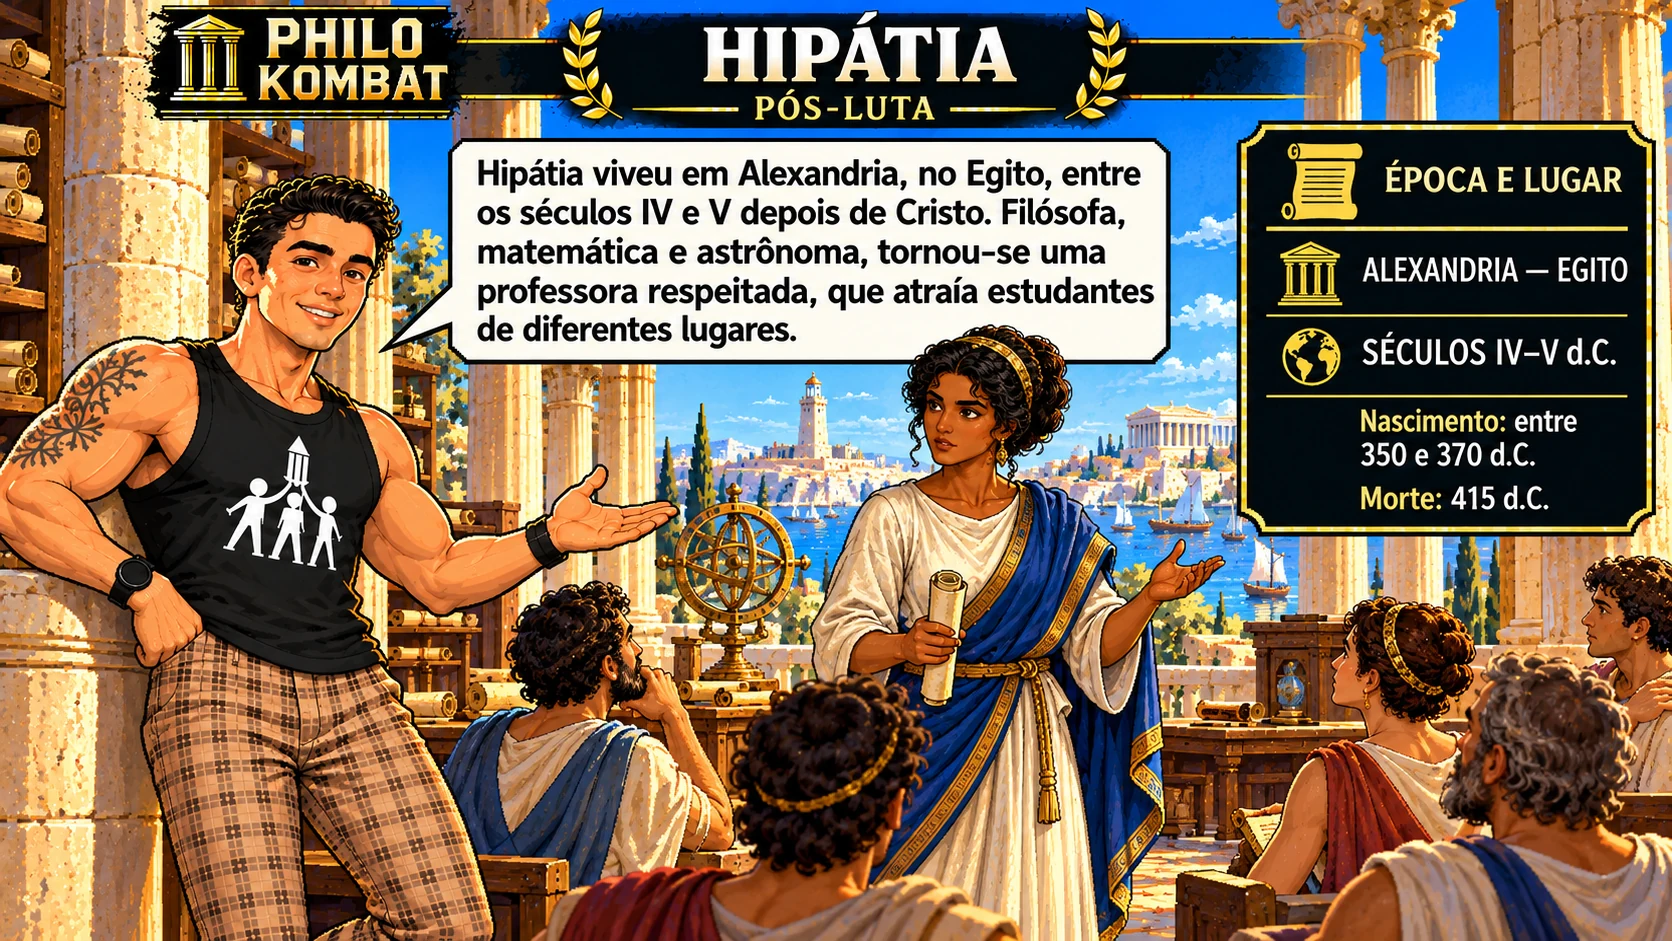 PHILO
KOMBAT
HIPÁTIA
PÓS-LUTA
Hipátia viveu em Alexandria, no Egito, entre
os séculos IV e V depois de Cristo. Filósofa,
matemática e astrônoma, tornou-se uma
professora respeitada, que atraía estudantes
de diferentes lugares.
ÉPOCA E LUGAR
ALEXANDRIA — EGITO
SÉCULOS IV–V d.C.
Nascimento: entre
350 e 370 d.C.
Morte: 415 d.C.